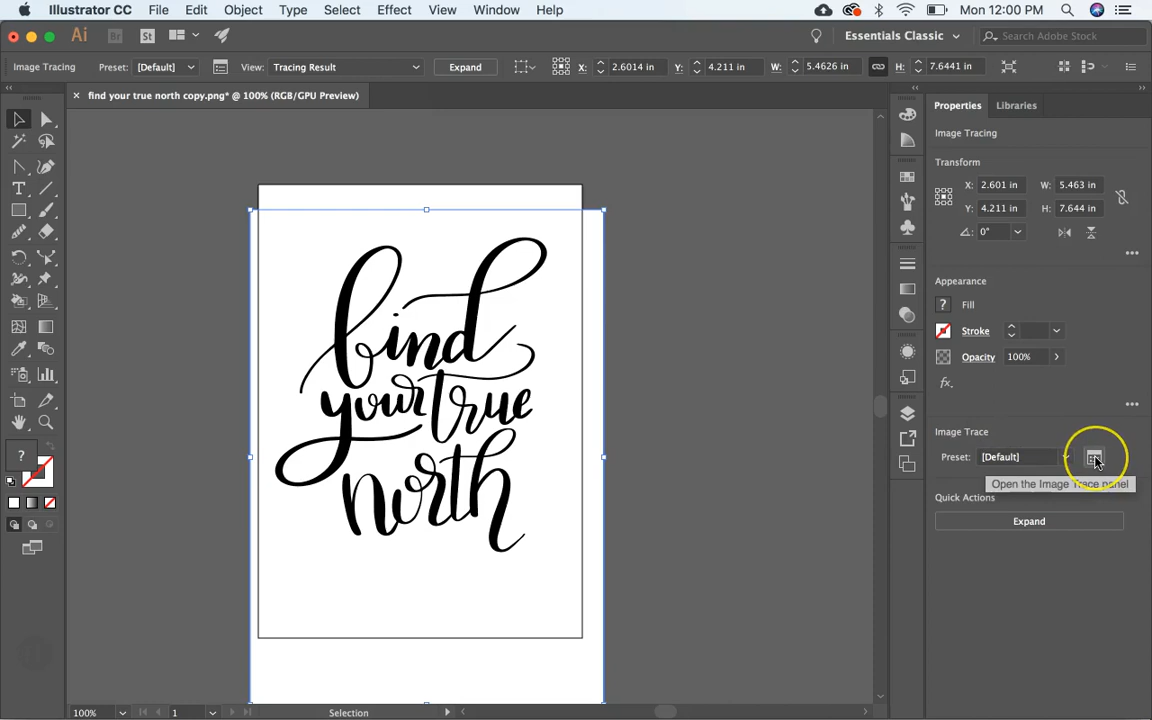 Illustrator CC File Edit Object Type Select Effect View Window Help Mon 12:00 PM
Ai Br St Essentials Classic Search Adobe Stock
Image Tracing Preset: [Default] View: Tracing Result Expand X: 2.6014 in Y: 4.211 in W: 5.4626 in H: 7.6441 in
× find your true north copy.png* @ 100% (RGB/GPU Preview)
Properties Libraries
Image Tracing
Transform
X: 2.601 in W: 5.463 in
Y: 4.211 in H: 7.644 in
0°
Appearance
? Fill
Stroke
Opacity 100%
fx.
Image Trace
Preset: [Default]
Open the Image Trace panel
Quick Actions
Expand
find
your true
north
?
100% 1 Selection